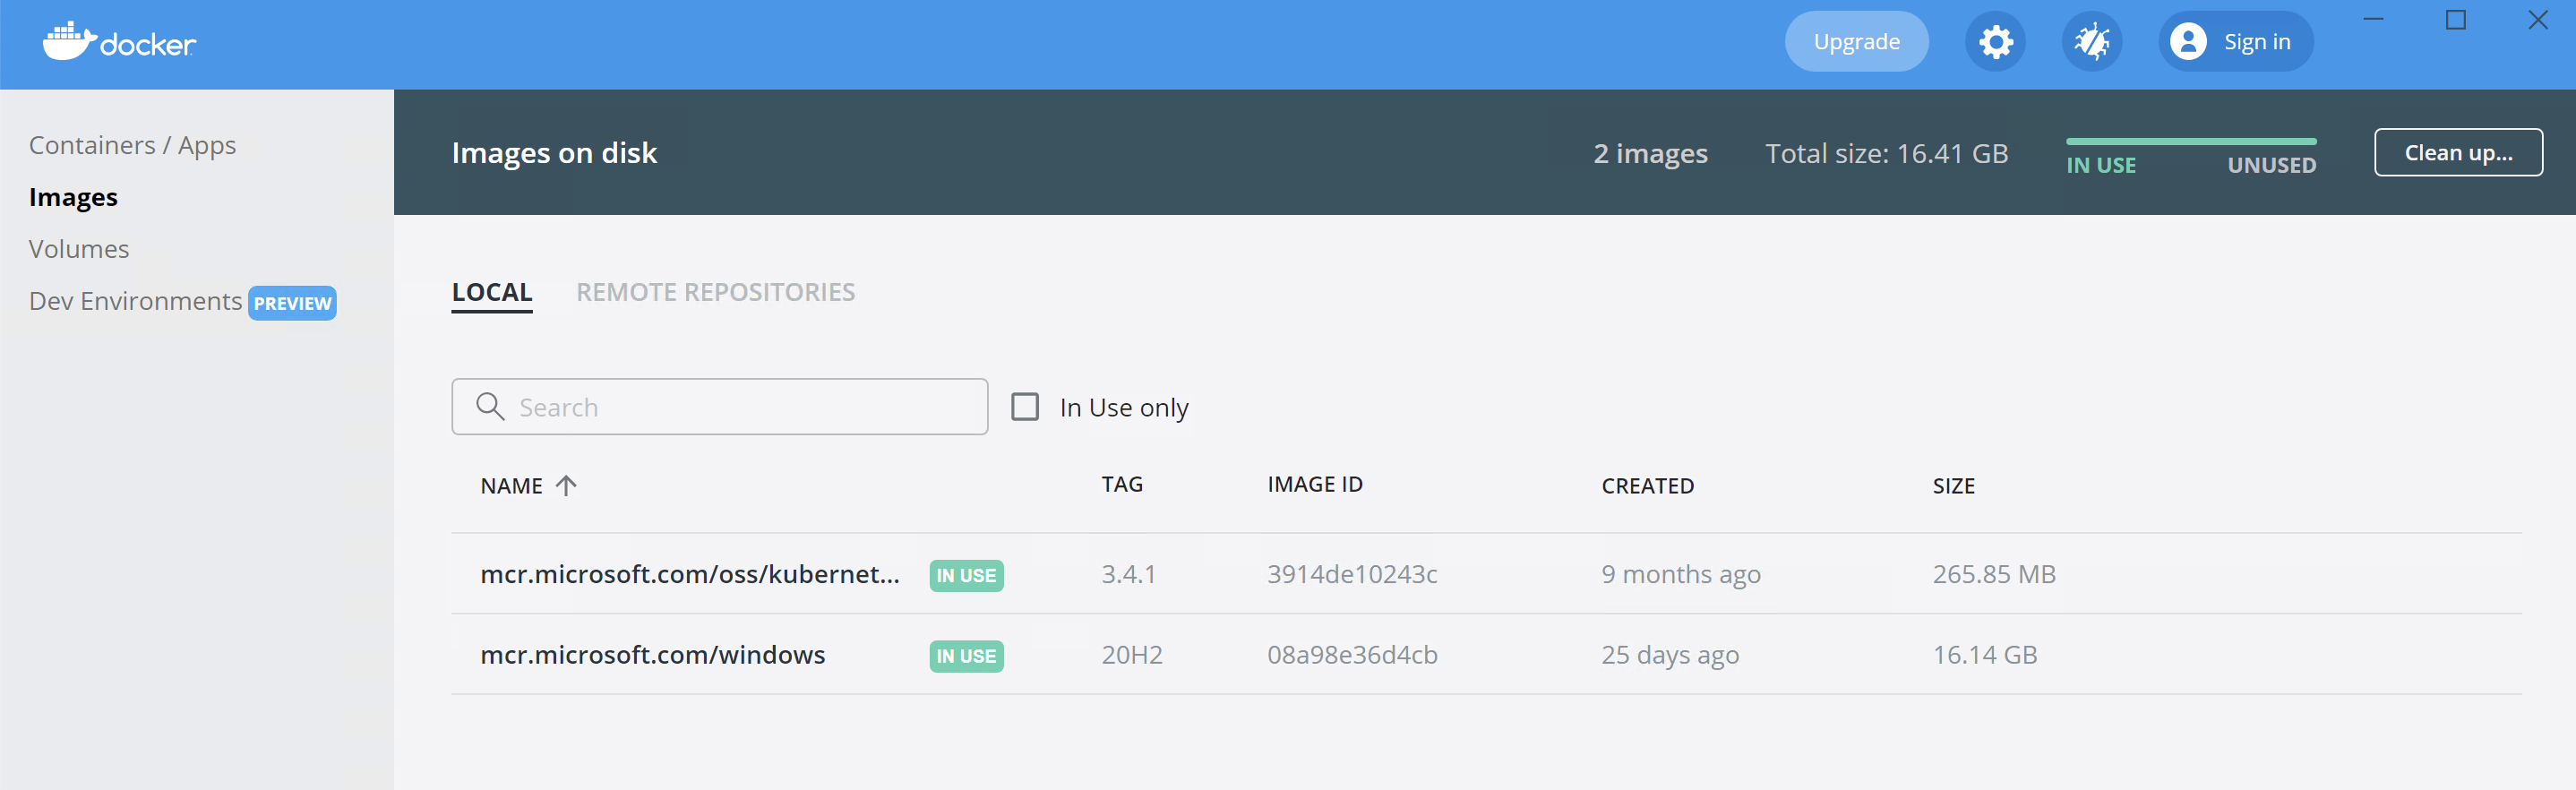 docker
Upgrade
Sign in
Containers / Apps
Images
Volumes
Dev Environments PREVIEW
Images on disk
2 images
Total size: 16.41 GB
IN USE
UNUSED
Clean up...
LOCAL
REMOTE REPOSITORIES
Search
In Use only
NAME TAG IMAGE ID CREATED SIZE
mcr.microsoft.com/oss/kubernet... IN USE 3.4.1 3914de10243c 9 months ago 265.85 MB
mcr.microsoft.com/windows IN USE 20H2 08a98e36d4cb 25 days ago 16.14 GB